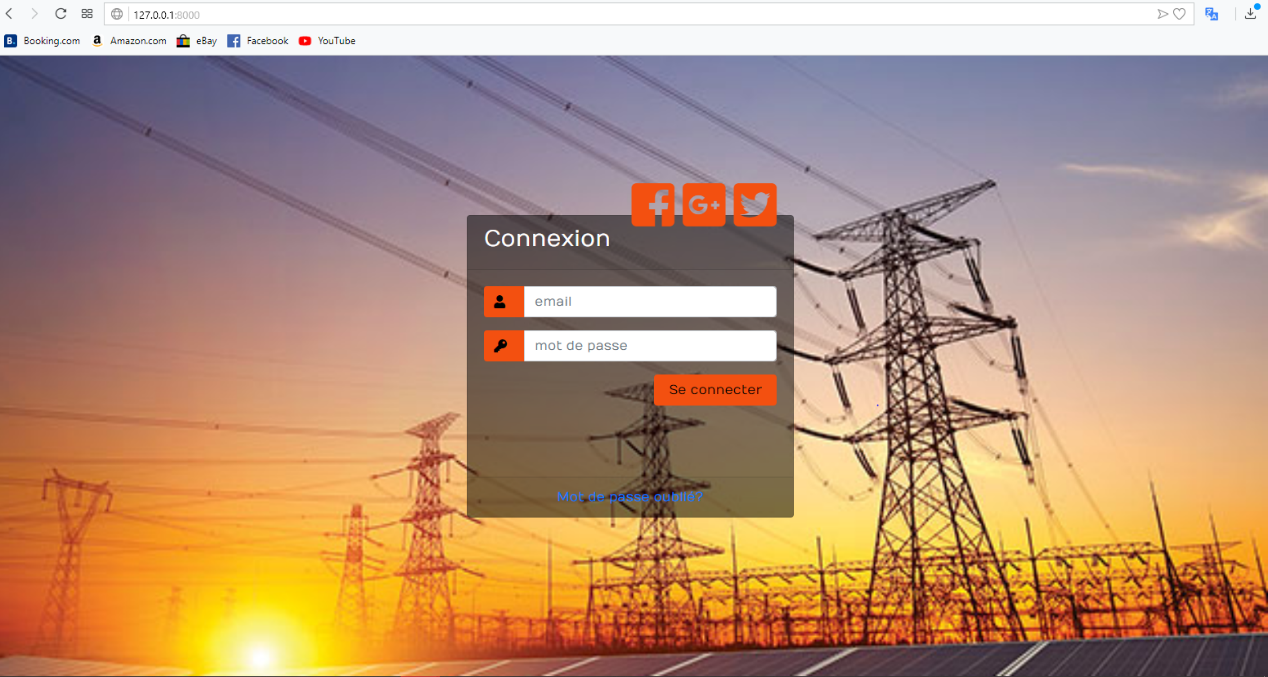 127.0.0.1:8000
Booking.com Amazon.com eBay Facebook YouTube
Connexion
email
mot de passe
Se connecter
Mot de passe oublié?